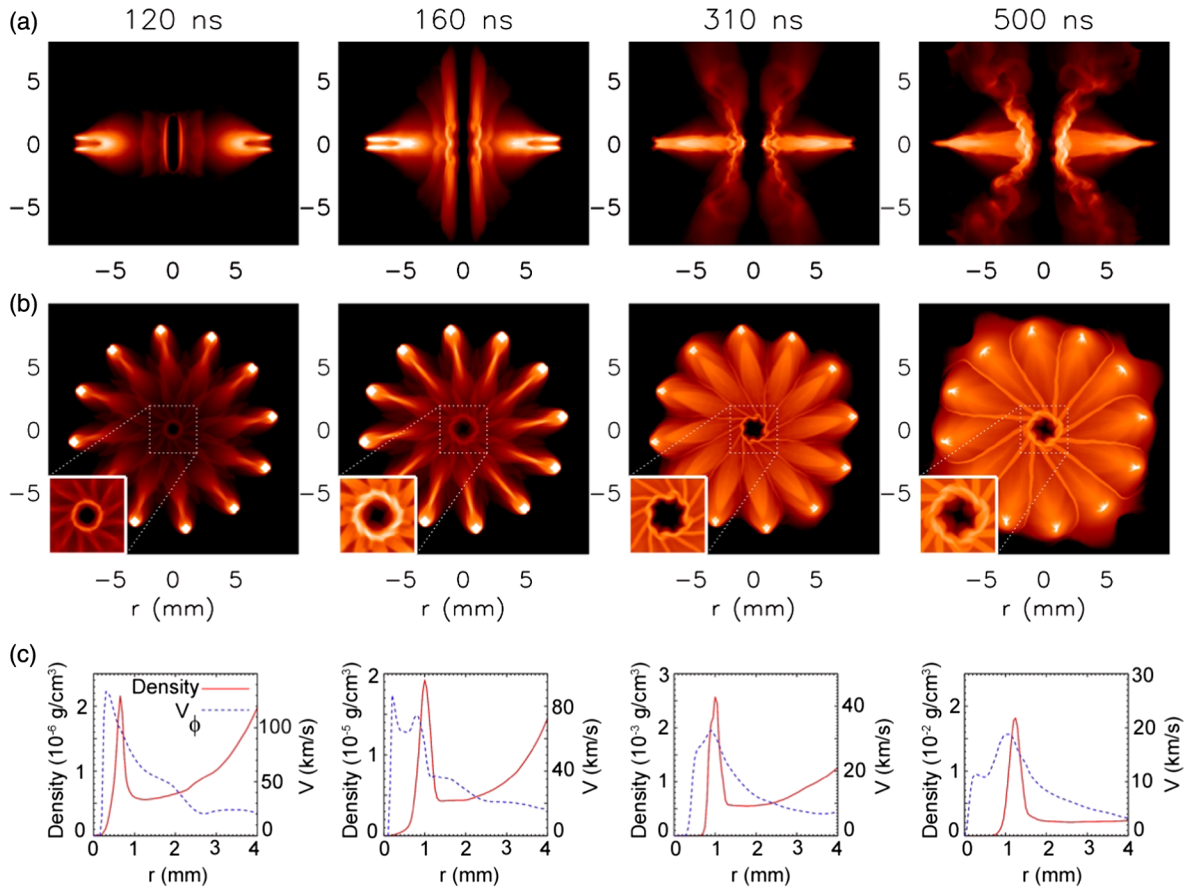 (a) 120 ns 160 ns 310 ns 500 ns
5 5 5 5
0 0 0 0
−5 −5 −5 −5
−5 0 5 −5 0 5 −5 0 5 −5 0 5
(b)
5 5 5 5
0 0 0 0
−5 −5 −5 −5
−5 0 5 −5 0 5 −5 0 5 −5 0 5
r (mm) r (mm) r (mm) r (mm)
(c)
Density (10⁻⁶ g/cm³)
2
1
0
Density
Vϕ
100
50
0
V (km/s)
0 1 2 3 4
r (mm)
Density (10⁻⁵ g/cm³)
2
1
0
80
40
0
V (km/s)
0 1 2 3 4
r (mm)
Density (10⁻³ g/cm³)
3
2
1
0
40
20
0
V (km/s)
0 1 2 3 4
r (mm)
Density (10⁻² g/cm³)
2
1
0
30
20
10
0
V (km/s)
0 1 2 3 4
r (mm)